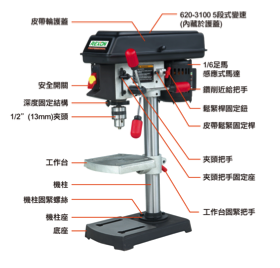 620-3100 5段式變速
(內藏於護蓋)
皮帶輪護蓋
1/6足馬
感應式馬達
安全開關
鑽削近給把手
深度固定結構
鬆緊桿固定鈕
1/2" (13mm)夾頭
皮帶鬆緊固定桿
夾頭把手
工作台
夾頭把手固定座
機柱
機柱固緊螺絲
工作台固緊把手
機柱座
底座